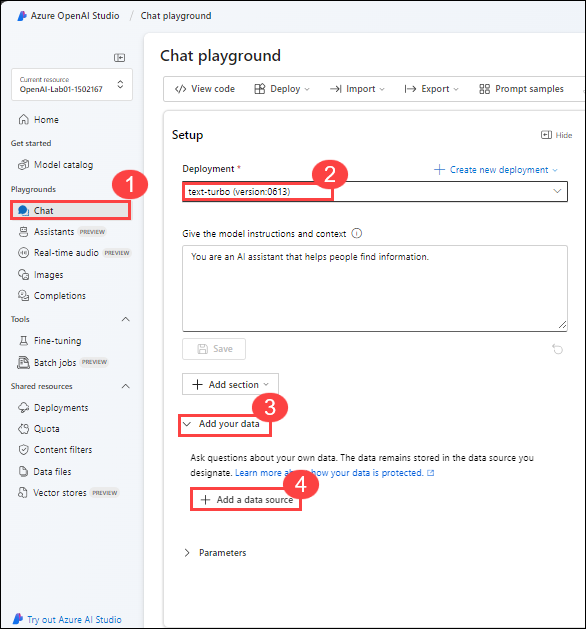 Azure OpenAI Studio / Chat playground
Current resource
OpenAI-Lab01-1502167
Home
Get started
Model catalog
Playgrounds
1
Chat
Assistants PREVIEW
Real-time audio PREVIEW
Images
Completions
Tools
Fine-tuning
Batch jobs PREVIEW
Shared resources
Deployments
Quota
Content filters
Data files
Vector stores PREVIEW
Try out Azure AI Studio
Chat playground
View code Deploy Import Export Prompt samples
Setup Hide
Deployment * Create new deployment
2
text-turbo (version:0613)
Give the model instructions and context
You are an AI assistant that helps people find information.
Save
Add section
3
Add your data
Ask questions about your own data. The data remains stored in the data source you
designate. Learn more about how your data is protected.
4
Add a data source
Parameters